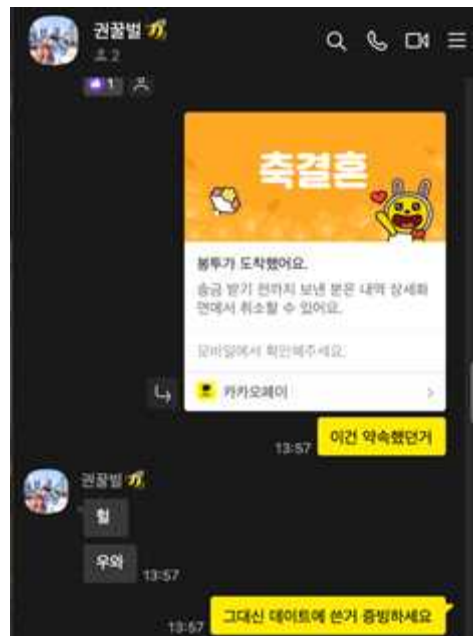 권꿀벌
2
1
축결혼
봉투가 도착했어요.
송금 받기 전까지 보낸 분은 내역 상세화
면에서 취소할 수 있어요.
모바일에서 확인해주세요.
카카오페이
이건 약속했던거
13:57
권꿀벌
헐
우와
13:57
그대신 데이트에 쓴거 증빙하세요
13:57